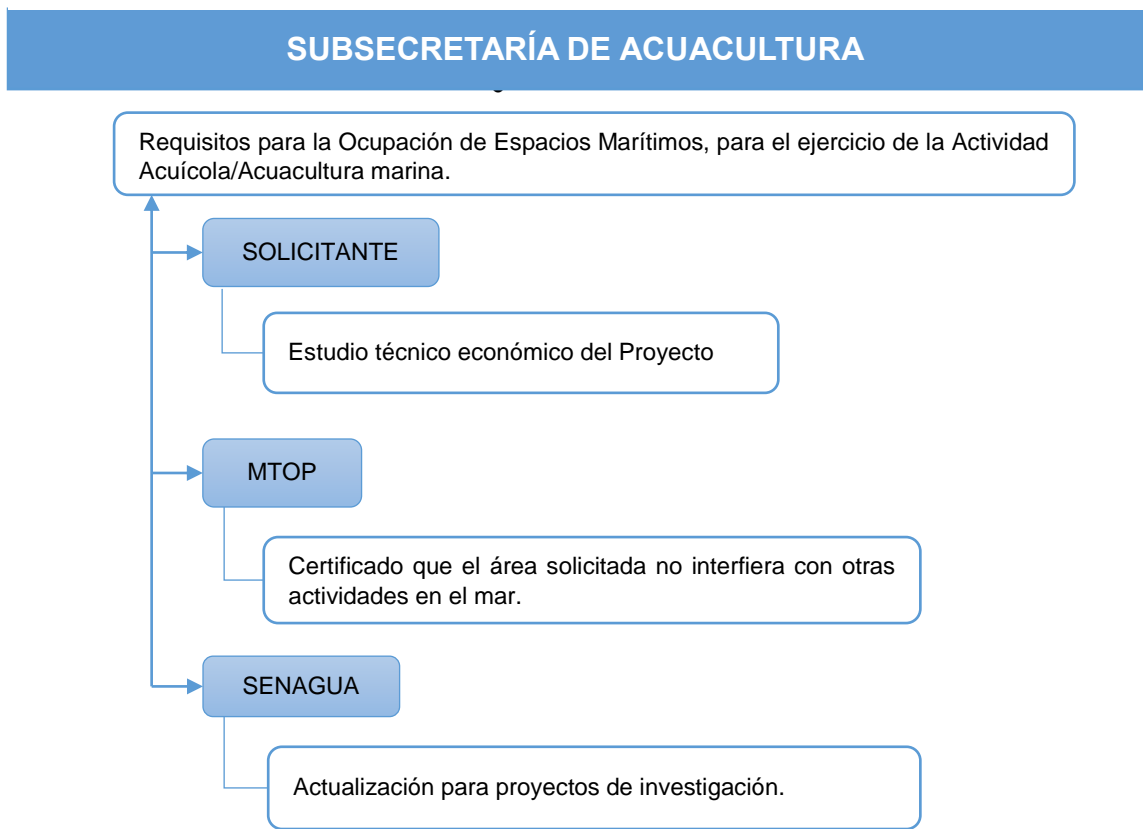 SUBSECRETARÍA DE ACUACULTURA
Requisitos para la Ocupación de Espacios Marítimos, para el ejercicio de la Actividad
Acuícola/Acuacultura marina.
SOLICITANTE
Estudio técnico económico del Proyecto
MTOP
Certificado que el área solicitada no interfiera con otras
actividades en el mar.
SENAGUA
Actualización para proyectos de investigación.